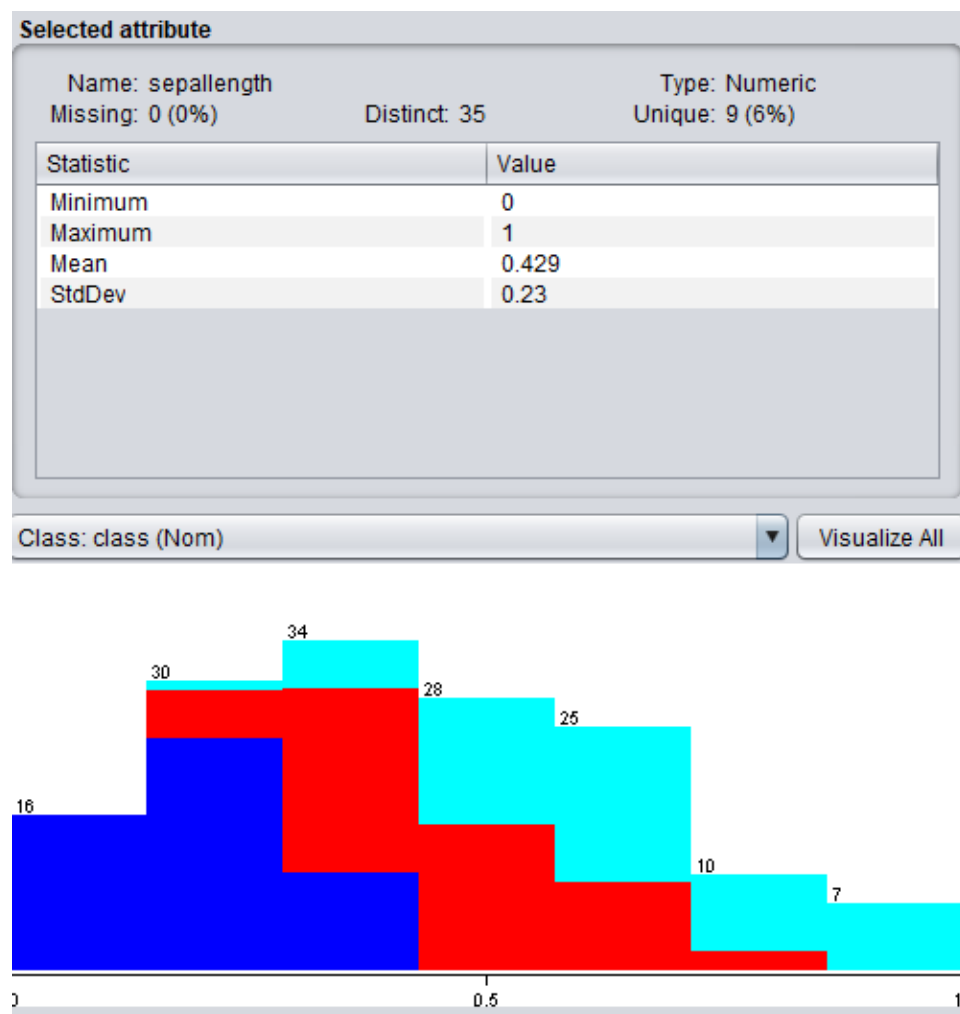 Selected attribute
Name: sepallength Type: Numeric
Missing: 0 (0%) Distinct: 35 Unique: 9 (6%)
Statistic Value
Minimum 0
Maximum 1
Mean 0.429
StdDev 0.23
Class: class (Nom) Visualize All
34
30
28
25
16
10
7
0 0.5 1